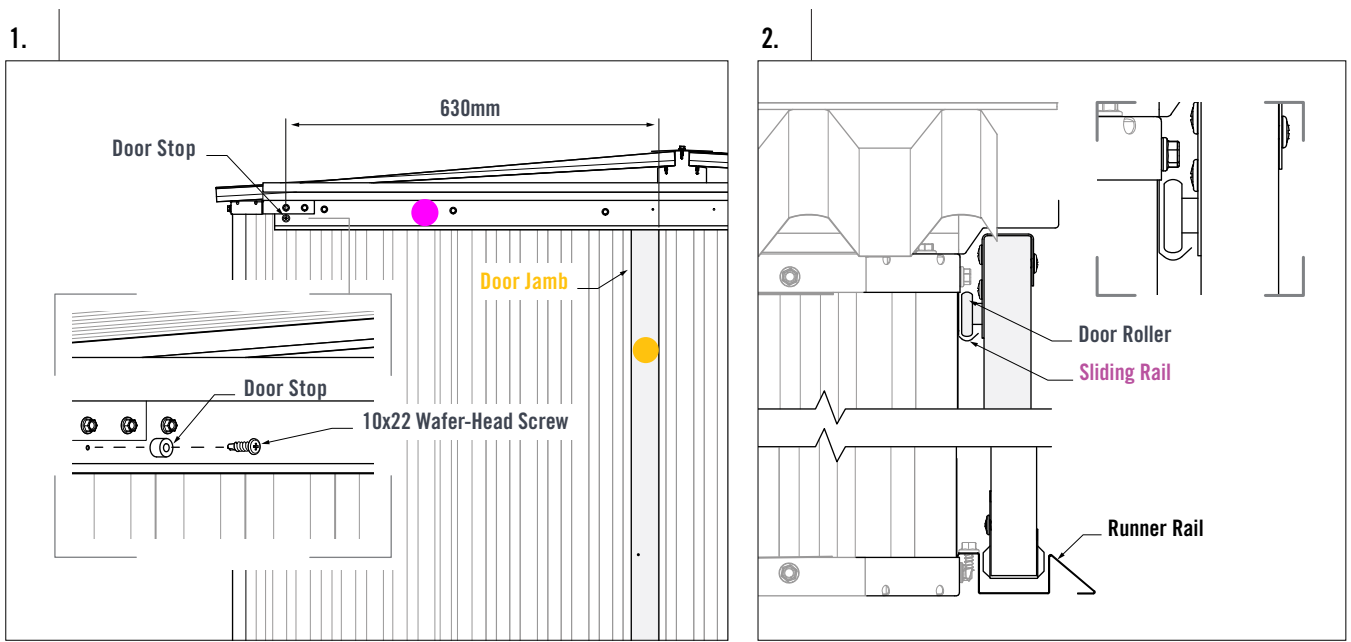 1.
630mm
Door Stop
Door Jamb
Door Stop
10x22 Wafer-Head Screw
2.
Door Roller
Sliding Rail
Runner Rail